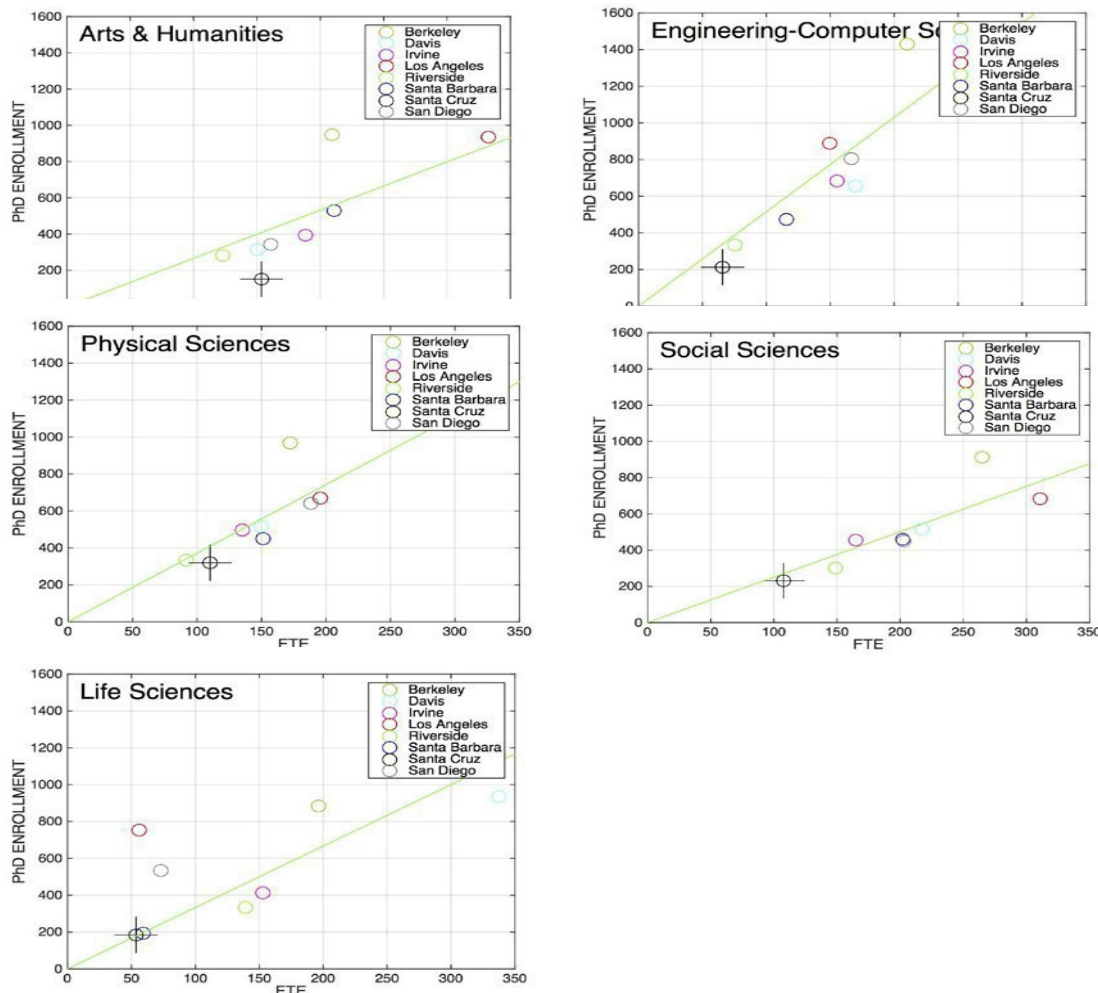 Arts & Humanities
Berkeley
Davis
Irvine
Los Angeles
Riverside
Santa Barbara
Santa Cruz
San Diego
PhD ENROLLMENT
1600
1400
1200
1000
800
600
400
200
Engineering-Computer Sc
Berkeley
Davis
Irvine
Los Angeles
Riverside
Santa Barbara
Santa Cruz
San Diego
PhD ENROLLMENT
1600
1400
1200
1000
800
600
400
200
0
Physical Sciences
Berkeley
Davis
Irvine
Los Angeles
Riverside
Santa Barbara
Santa Cruz
San Diego
PhD ENROLLMENT
1600
1400
1200
1000
800
600
400
200
0
0 50 100 150 200 250 300 350
FTE
Social Sciences
Berkeley
Davis
Irvine
Los Angeles
Riverside
Santa Barbara
Santa Cruz
San Diego
PhD ENROLLMENT
1600
1400
1200
1000
800
600
400
200
0
0 50 100 150 200 250 300 350
FTE
Life Sciences
Berkeley
Davis
Irvine
Los Angeles
Riverside
Santa Barbara
Santa Cruz
San Diego
PhD ENROLLMENT
1600
1400
1200
1000
800
600
400
200
0
0 50 100 150 200 250 300 350
FTE